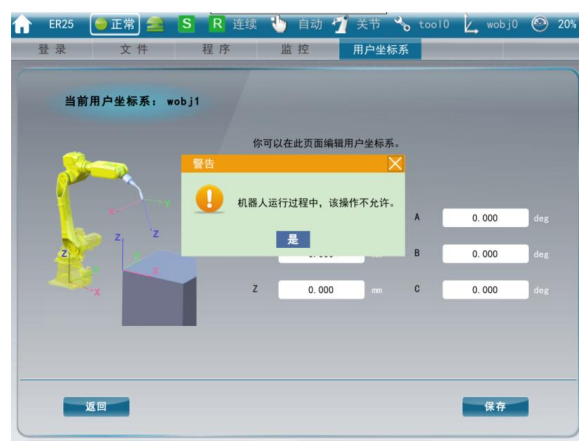 ER25 正常 S R 连续 自动 关节 tool0 wobj0 20%
登录 文件 程序 监控 用户坐标系
当前用户坐标系: wobj1
你可以在此页面编辑用户坐标系。
警告
机器人运行过程中，该操作不允许。
是
A 0.000 deg
B 0.000 deg
Z 0.000 mm C 0.000 deg
X Y Z
Z Y X
Z X
返回 保存